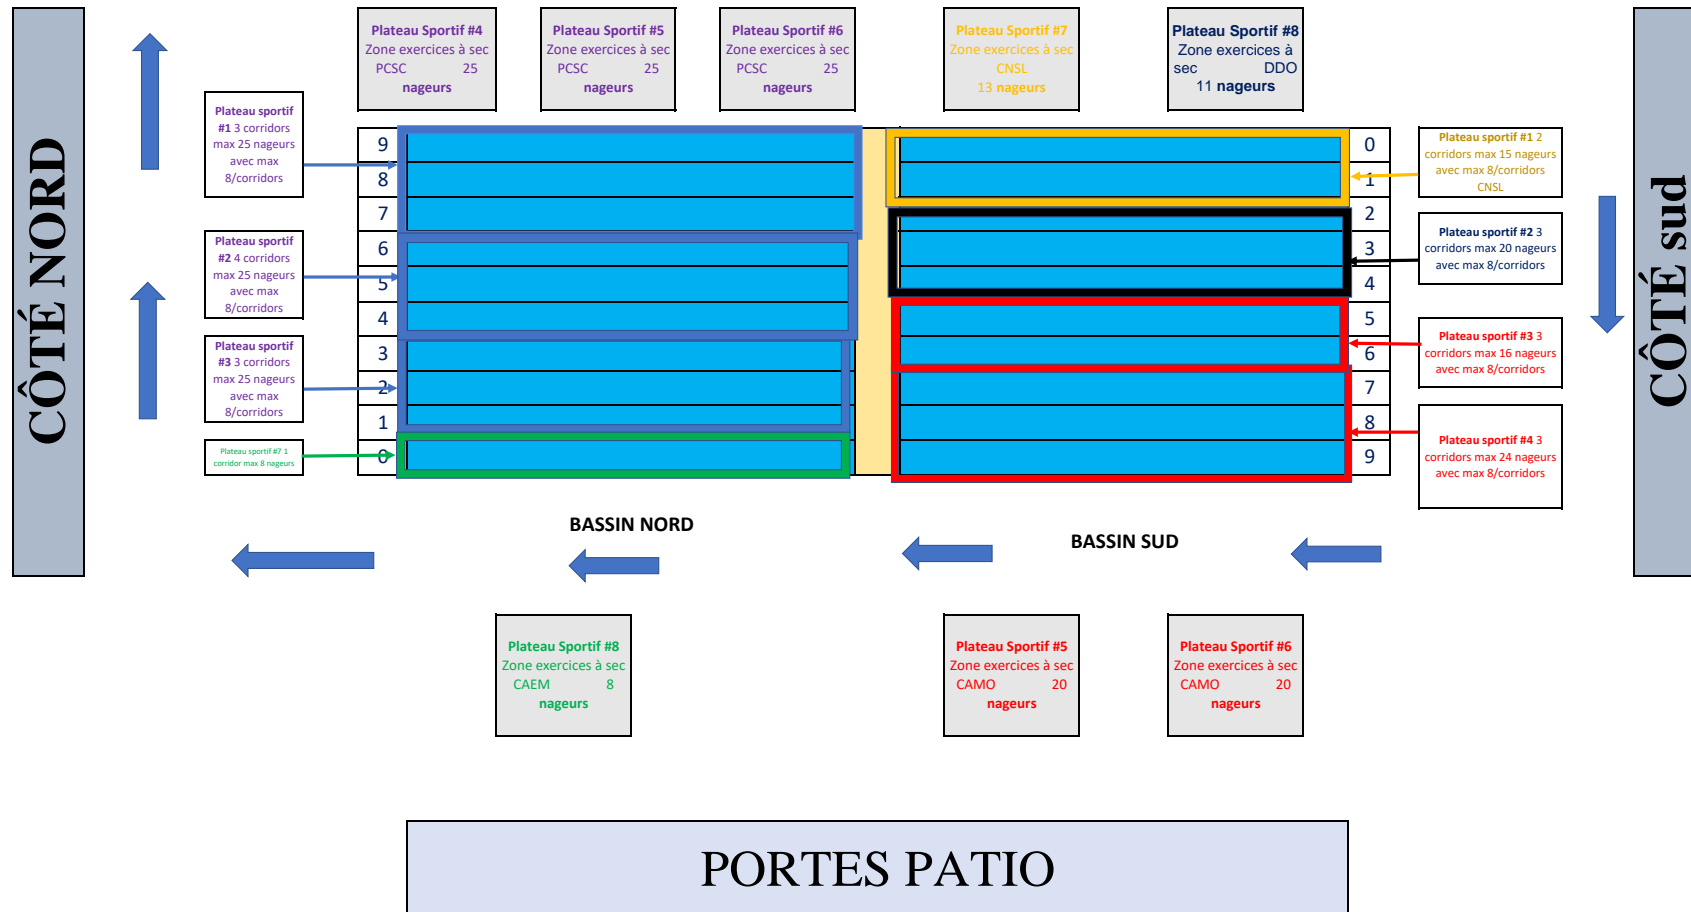 CÔTÉ NORD
Plateau Sportif #4
Zone exercices à sec
PCSC 25
nageurs
Plateau Sportif #5
Zone exercices à sec
PCSC 25
nageurs
Plateau Sportif #6
Zone exercices à sec
PCSC 25
nageurs
Plateau Sportif #7
Zone exercices à sec
CNSL
13 nageurs
Plateau Sportif #8
Zone exercices à
sec DDO
11 nageurs
CÔTÉ sud
Plateau sportif
#1 3 corridors
max 25 nageurs
avec max
8/corridors
Plateau sportif
#2 4 corridors
max 25 nageurs
avec max
8/corridors
Plateau sportif
#3 3 corridors
max 25 nageurs
avec max
8/corridors
Plateau sportif #7 1
corridor max 8 nageurs
9
8
7
6
5
4
3
2
1
0
0
1
2
3
4
5
6
7
8
9
Plateau sportif #1 2
corridors max 15 nageurs
avec max 8/corridors
CNSL
Plateau sportif #2 3
corridors max 20 nageurs
avec max 8/corridors
Plateau sportif #3 3
corridors max 16 nageurs
avec max 8/corridors
Plateau sportif #4 3
corridors max 24 nageurs
avec max 8/corridors
BASSIN NORD
BASSIN SUD
Plateau Sportif #8
Zone exercices à sec
CAEM 8
nageurs
Plateau Sportif #5
Zone exercices à sec
CAMO 20
nageurs
Plateau Sportif #6
Zone exercices à sec
CAMO 20
nageurs
PORTES PATIO